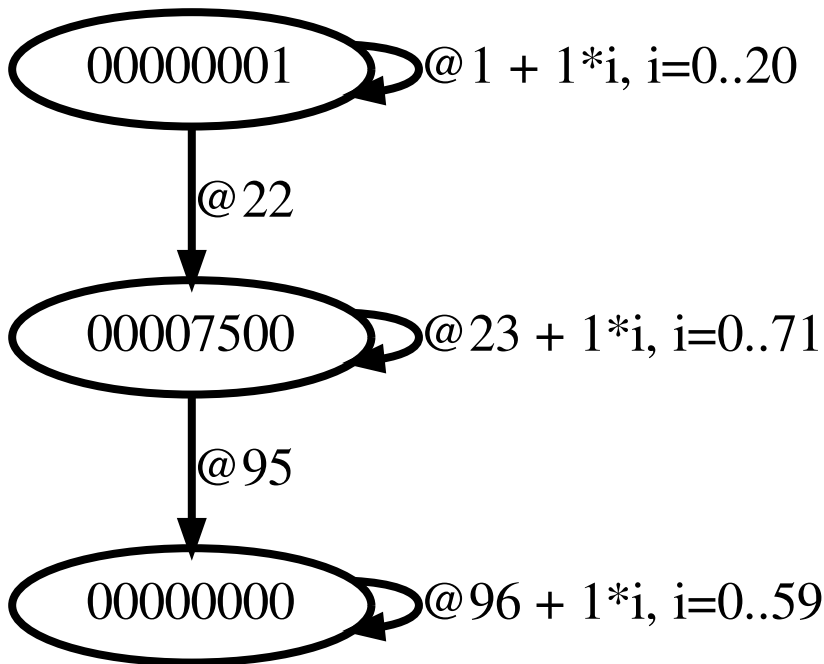 00000001
@1 + 1*i, i=0..20
@22
00007500
@23 + 1*i, i=0..71
@95
00000000
@96 + 1*i, i=0..59